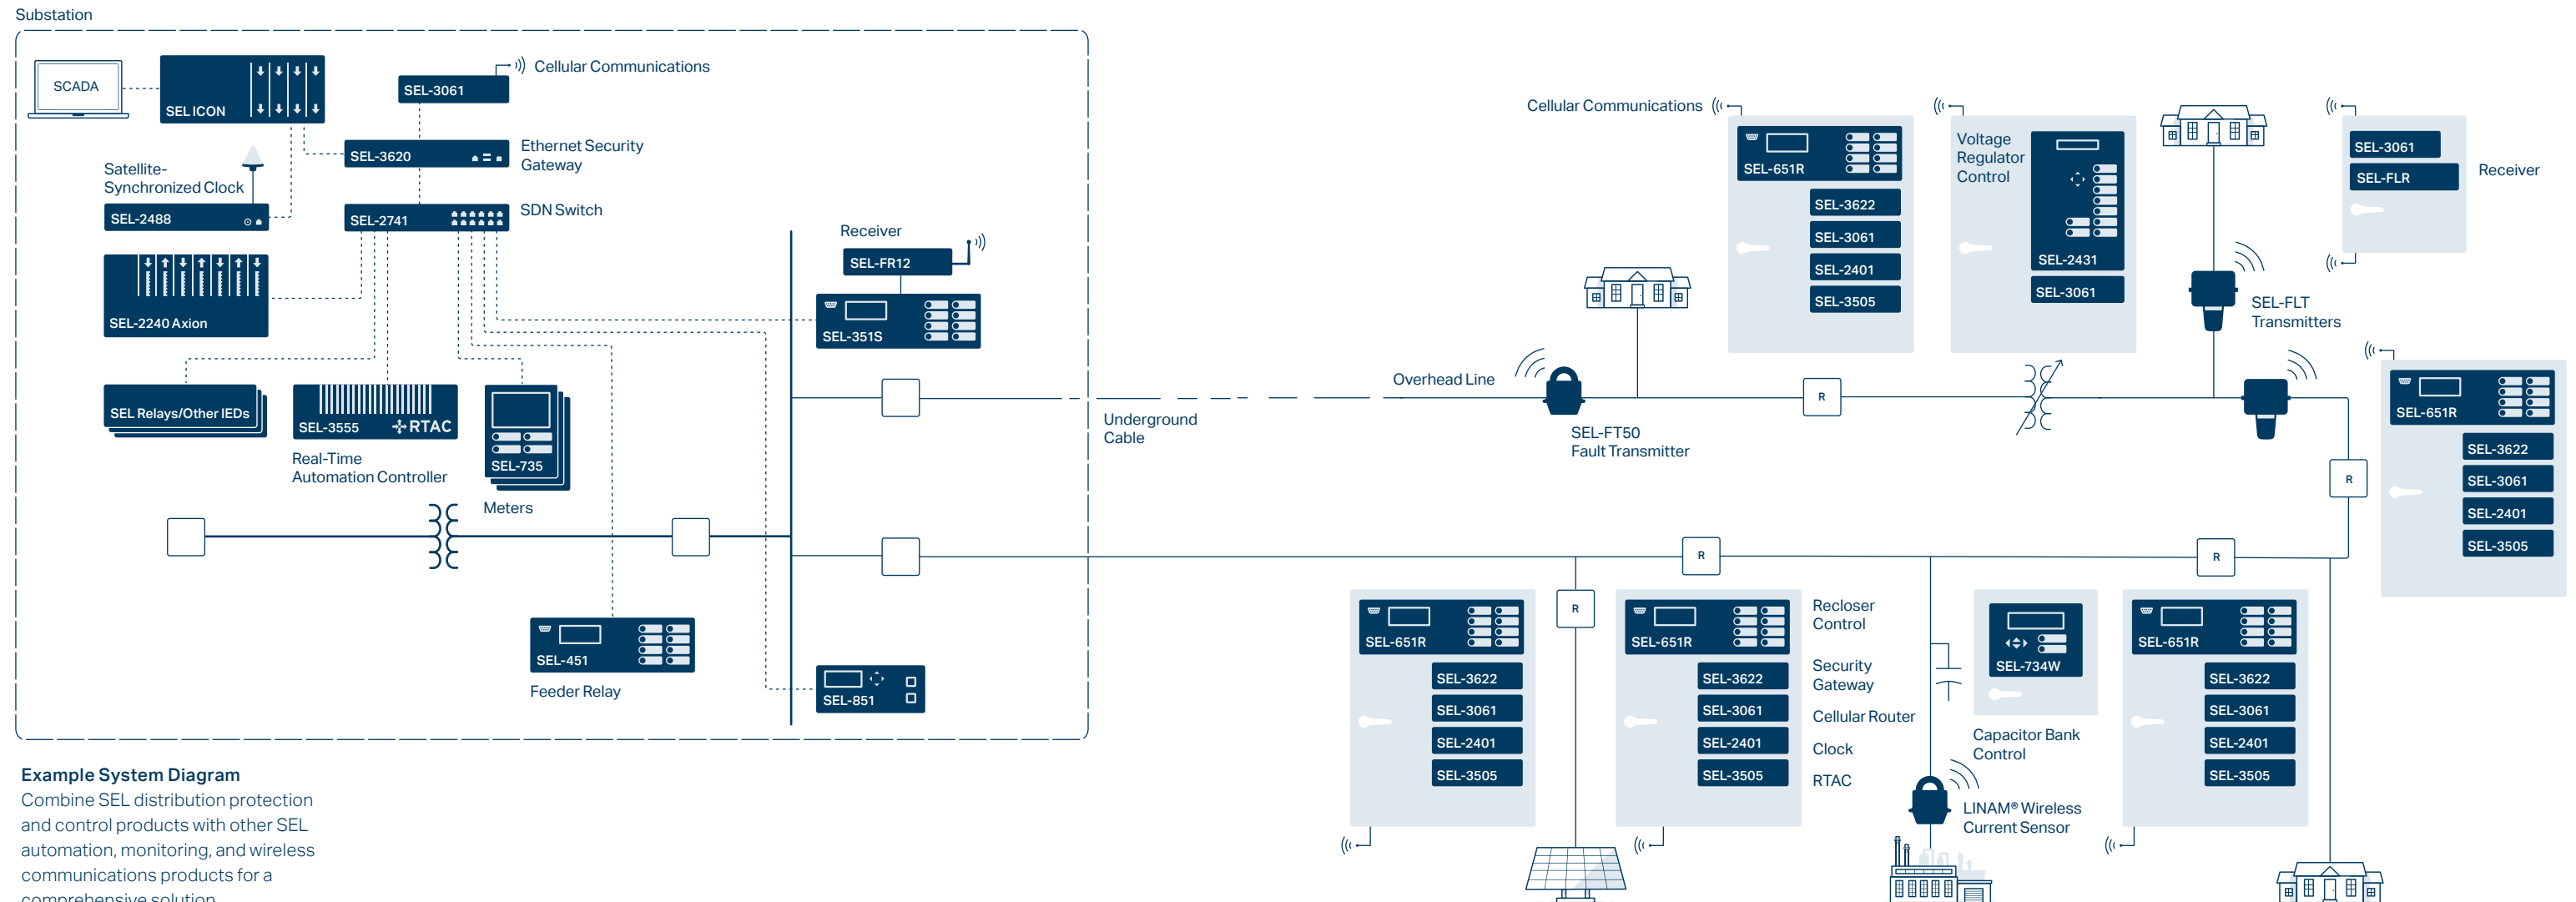 Substation
SCADA
SEL ICON
SEL-3061
Cellular Communications
SEL-3620
Ethernet Security
Gateway
Satellite-
Synchronized Clock
SEL-2488
SEL-2741
SDN Switch
SEL-2240 Axion
SEL Relays/Other IEDs
SEL-3555
RTAC
Real-Time
Automation Controller
SEL-735
Meters
Receiver
SEL-FR12
SEL-351S
SEL-451
Feeder Relay
SEL-851
Underground
Cable
Overhead Line
SEL-FT50
Fault Transmitter
Cellular Communications
SEL-651R
SEL-3622
SEL-3061
SEL-2401
SEL-3505
R
Voltage
Regulator
Control
SEL-2431
SEL-3061
SEL-FLT
Transmitters
SEL-3061
SEL-FLR
Receiver
SEL-651R
SEL-3622
SEL-3061
SEL-2401
SEL-3505
R
R
R
R
SEL-651R
SEL-3622
SEL-3061
SEL-2401
SEL-3505
SEL-651R
SEL-3622
SEL-3061
SEL-2401
SEL-3505
Recloser
Control
Security
Gateway
Cellular Router
Clock
RTAC
SEL-734W
Capacitor Bank
Control
LINAM® Wireless
Current Sensor
SEL-651R
SEL-3622
SEL-3061
SEL-2401
SEL-3505
Example System Diagram
Combine SEL distribution protection
and control products with other SEL
automation, monitoring, and wireless
communications products for a
comprehensive solution